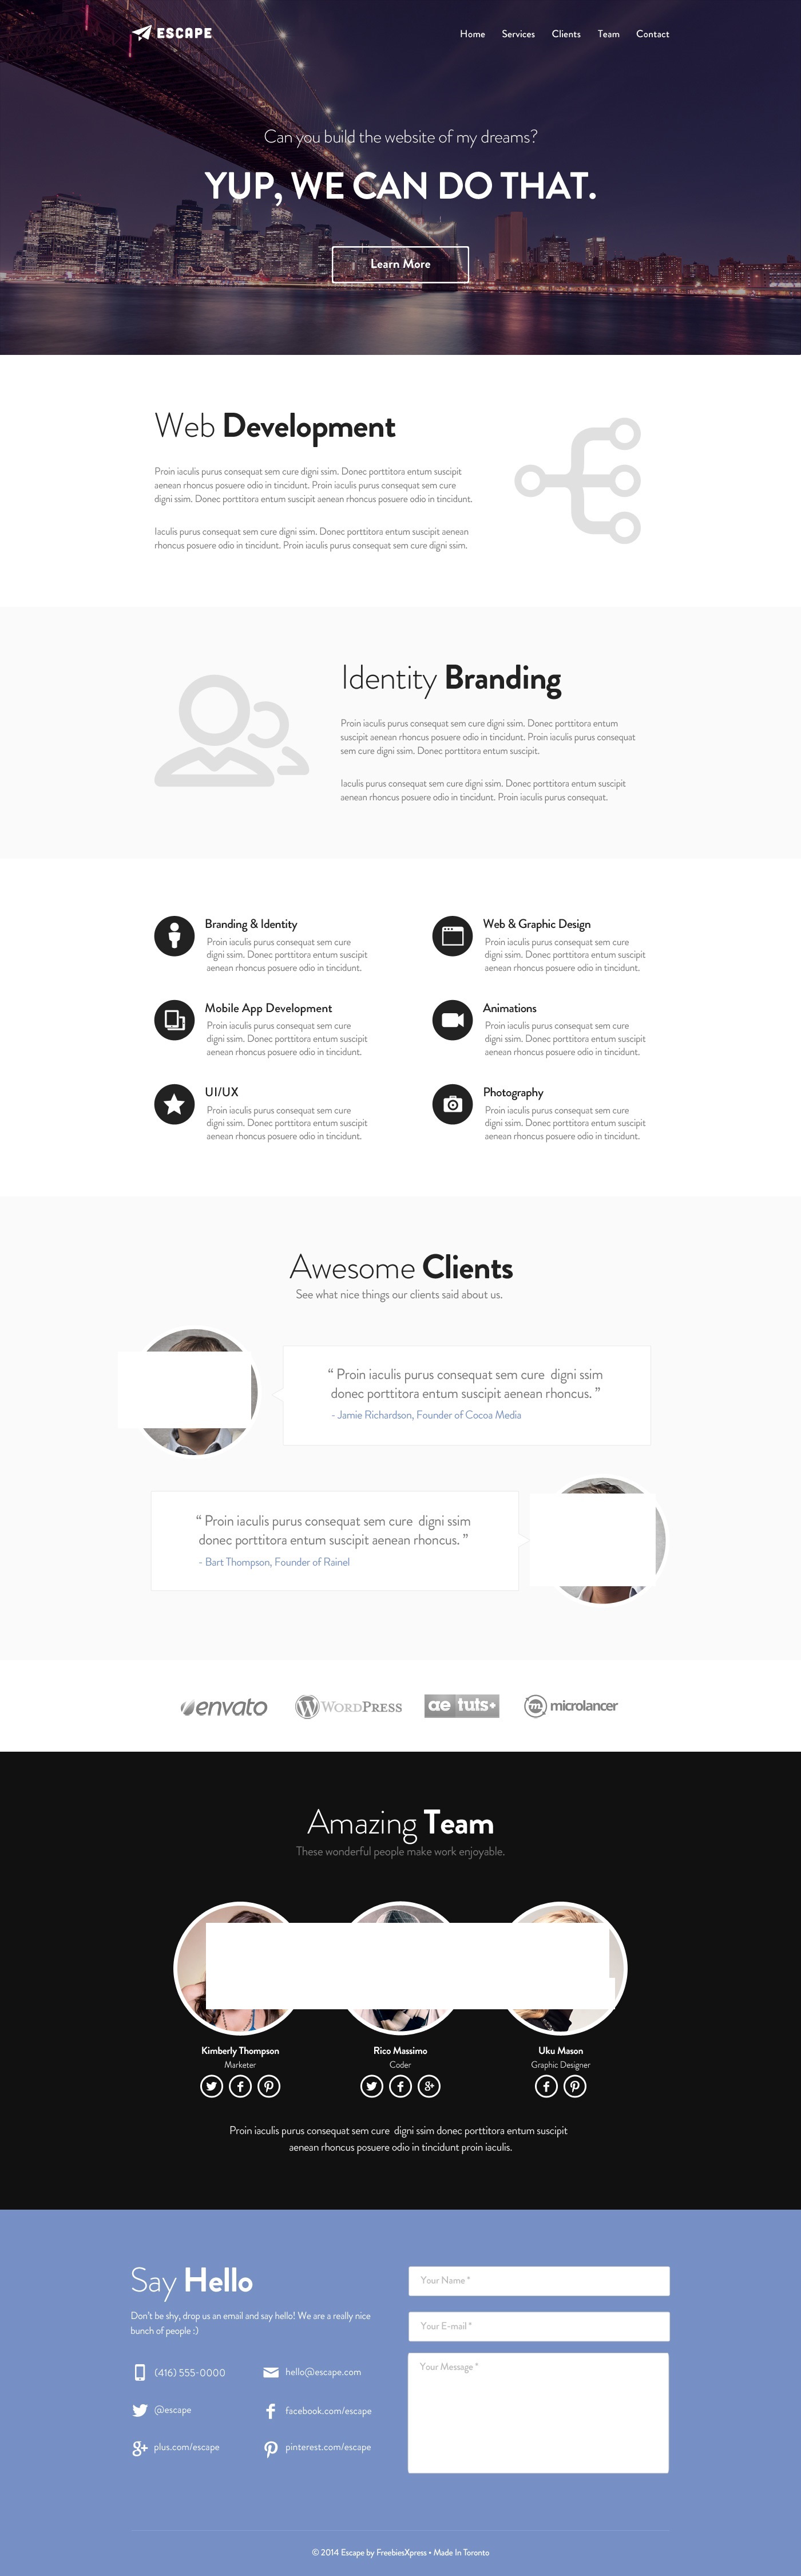 ESCAPE
Home Services Clients Team Contact
Can you build the website of my dreams?
YUP, WE CAN DO THAT.
Learn More
Web Development
Proin iaculis purus consequat sem cure digni ssim. Donec porttitora entum suscipit
aenean rhoncus posuere odio in tincidunt. Proin iaculis purus consequat sem cure
digni ssim. Donec porttitora entum suscipit aenean rhoncus posuere odio in tincidunt.
Iaculis purus consequat sem cure digni ssim. Donec porttitora entum suscipit aenean
rhoncus posuere odio in tincidunt. Proin iaculis purus consequat sem cure digni ssim.
Identity Branding
Proin iaculis purus consequat sem cure digni ssim. Donec porttitora entum
suscipit aenean rhoncus posuere odio in tincidunt. Proin iaculis purus consequat
sem cure digni ssim. Donec porttitora entum suscipit.
Iaculis purus consequat sem cure digni ssim. Donec porttitora entum suscipit
aenean rhoncus posuere odio in tincidunt. Proin iaculis purus consequat.
Branding & Identity
Proin iaculis purus consequat sem cure
digni ssim. Donec porttitora entum suscipit
aenean rhoncus posuere odio in tincidunt.
Web & Graphic Design
Proin iaculis purus consequat sem cure
digni ssim. Donec porttitora entum suscipit
aenean rhoncus posuere odio in tincidunt.
Mobile App Development
Proin iaculis purus consequat sem cure
digni ssim. Donec porttitora entum suscipit
aenean rhoncus posuere odio in tincidunt.
Animations
Proin iaculis purus consequat sem cure
digni ssim. Donec porttitora entum suscipit
aenean rhoncus posuere odio in tincidunt.
UI/UX
Proin iaculis purus consequat sem cure
digni ssim. Donec porttitora entum suscipit
aenean rhoncus posuere odio in tincidunt.
Photography
Proin iaculis purus consequat sem cure
digni ssim. Donec porttitora entum suscipit
aenean rhoncus posuere odio in tincidunt.
Awesome Clients
See what nice things our clients said about us.
“ Proin iaculis purus consequat sem cure digni ssim
donec porttitora entum suscipit aenean rhoncus. ”
- Jamie Richardson, Founder of Cocoa Media
“ Proin iaculis purus consequat sem cure digni ssim
donec porttitora entum suscipit aenean rhoncus. ”
- Bart Thompson, Founder of Rainel
envato WORDPRESS ae tuts+ m microlancer
Amazing Team
These wonderful people make work enjoyable.
Kimberly Thompson
Marketer
Rico Massimo
Coder
Uku Mason
Graphic Designer
Proin iaculis purus consequat sem cure digni ssim donec porttitora entum suscipit
aenean rhoncus posuere odio in tincidunt proin iaculis.
Say Hello
Don't be shy, drop us an email and say hello! We are a really nice
bunch of people :)
(416) 555-0000
hello@escape.com
@escape
facebook.com/escape
plus.com/escape
pinterest.com/escape
Your Name *
Your E-mail *
Your Message *
© 2014 Escape by FreebiesXpress • Made In Toronto